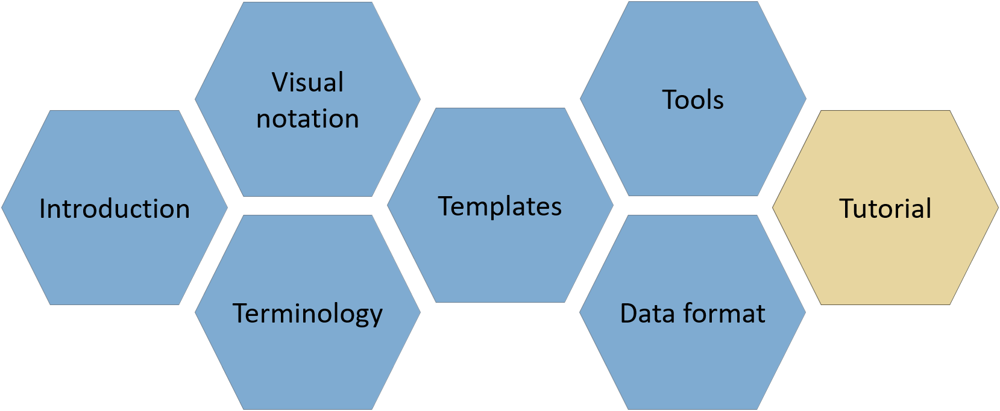 Introduction
Visual
notation
Terminology
Templates
Tools
Data format
Tutorial